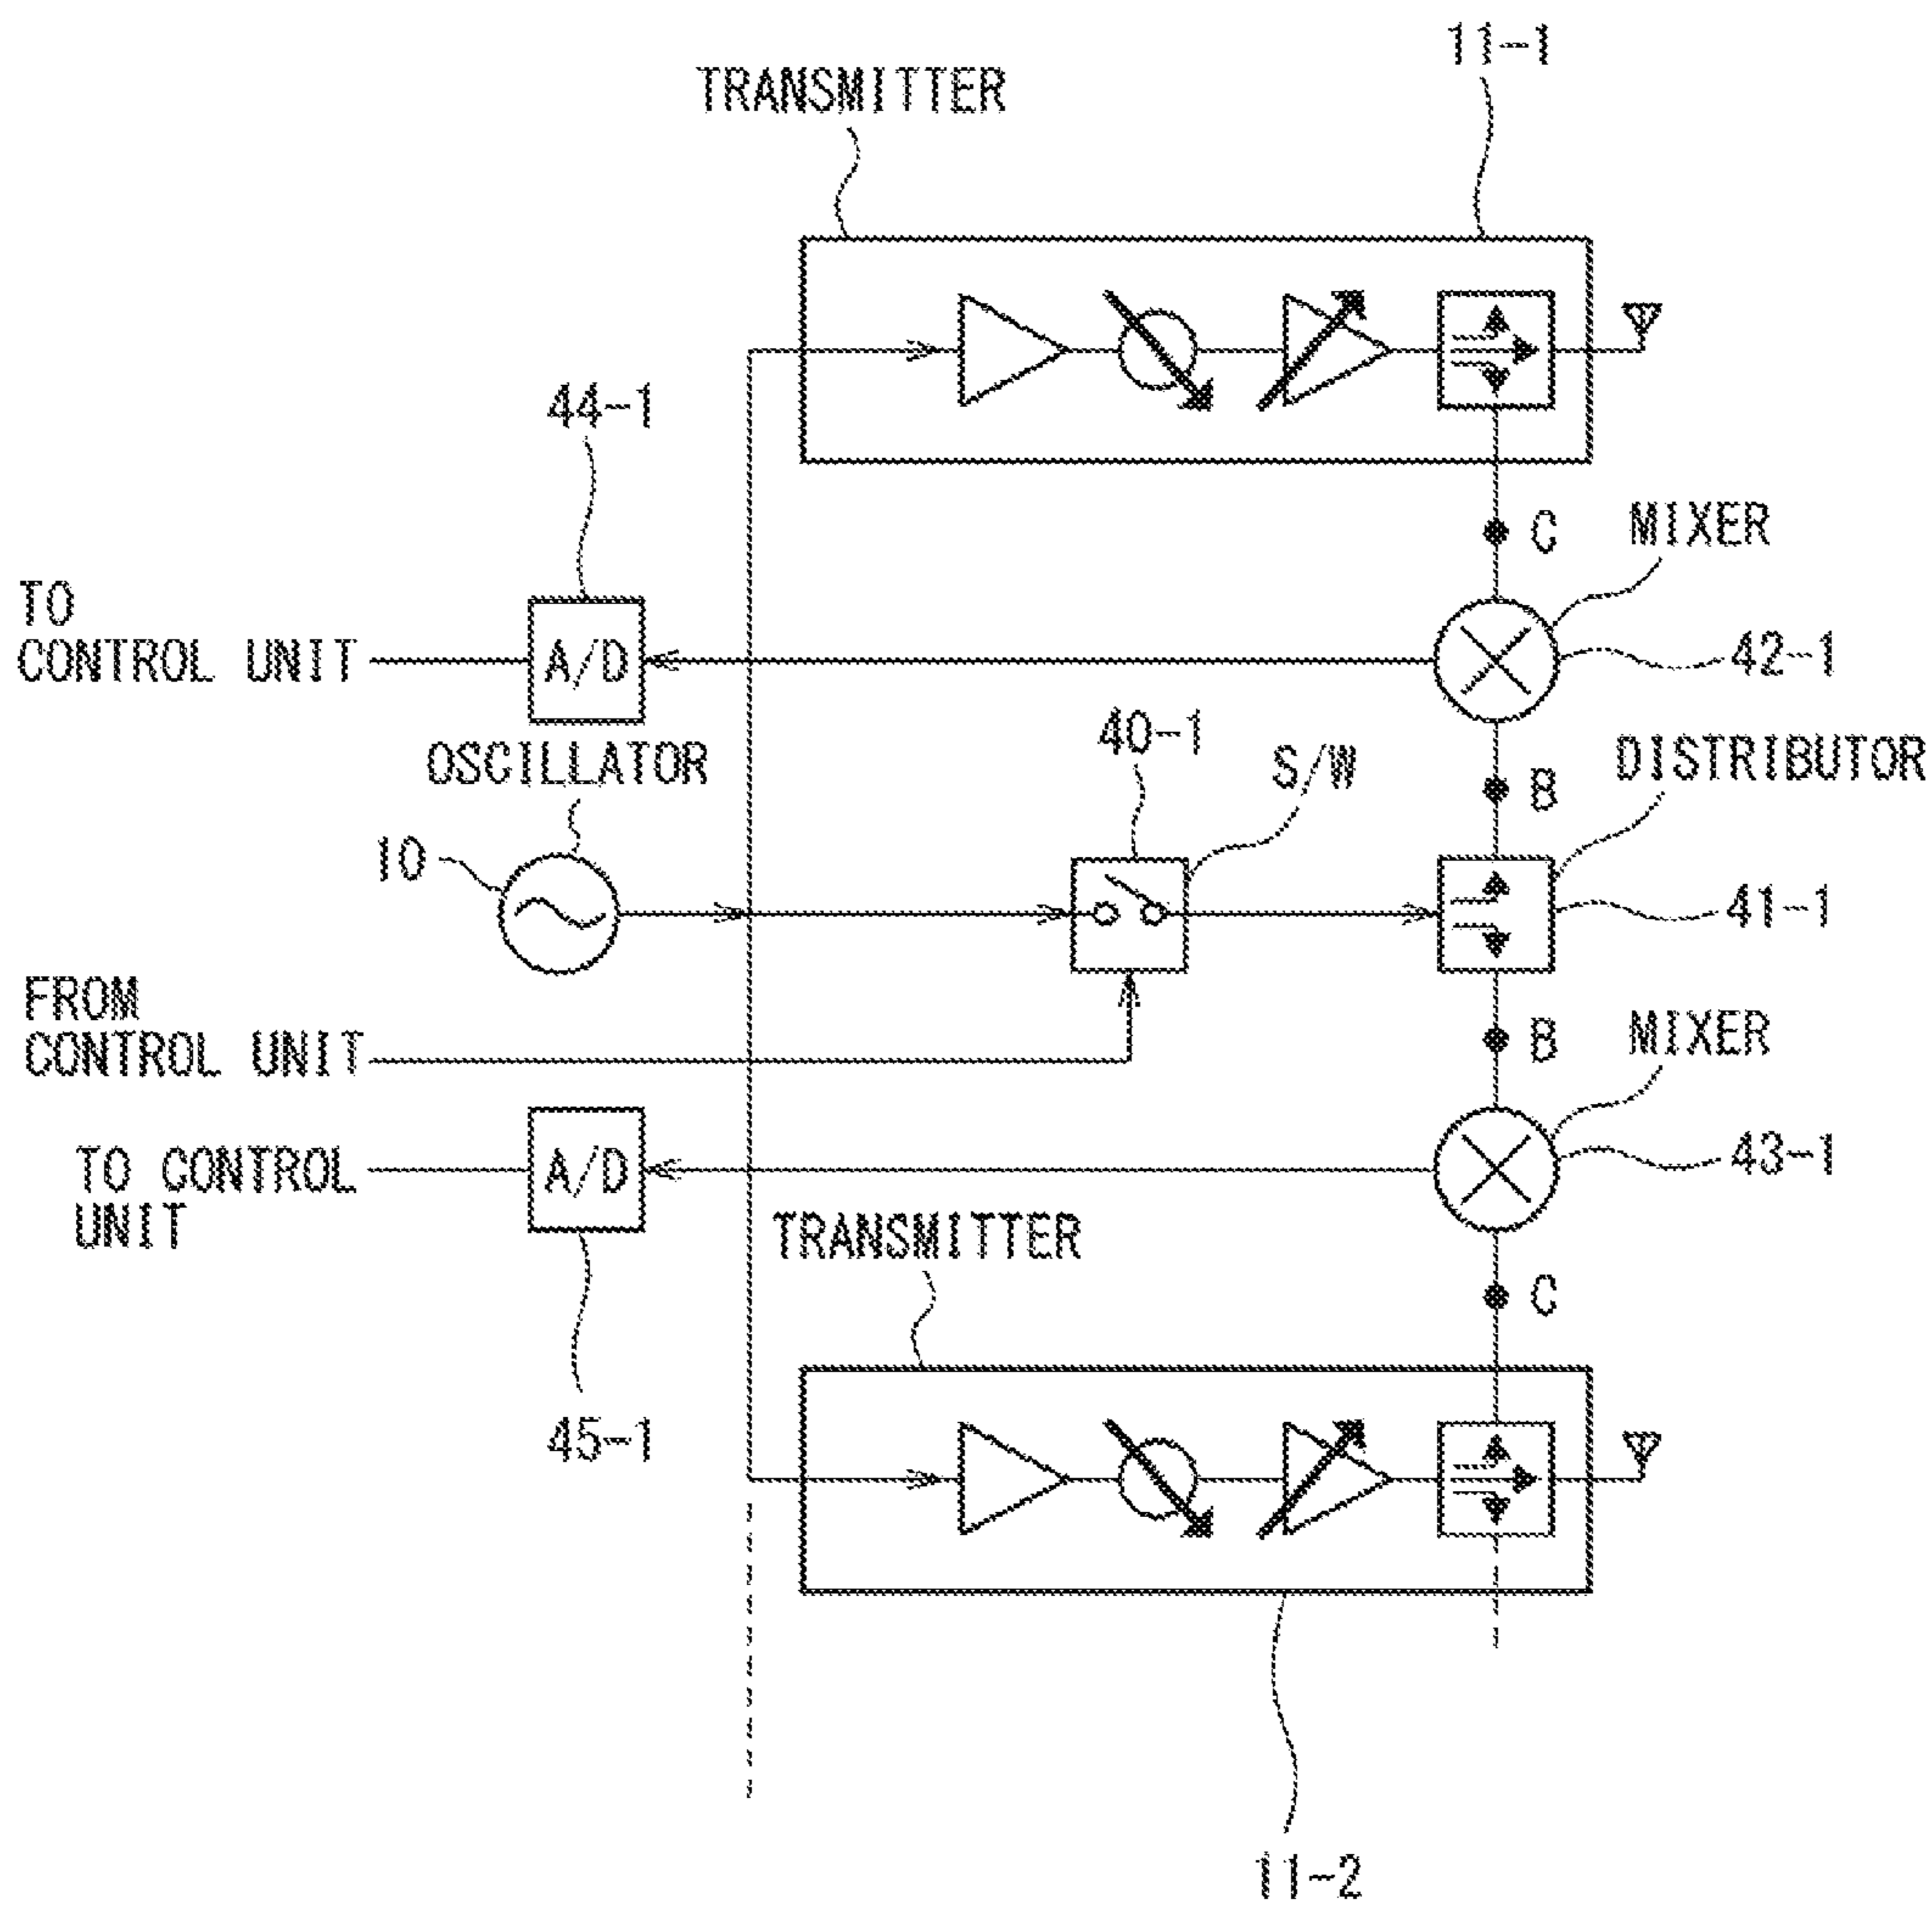 11-1
TRANSMITTER
44-1
C
MIXER
TO
CONTROL UNIT
A/D
42-1
40-1
OSCILLATOR
S/W
DISTRIBUTOR
B
10
41-1
FROM
CONTROL UNIT
B
MIXER
TO CONTROL
UNIT
A/D
43-1
TRANSMITTER
C
45-1
11-2